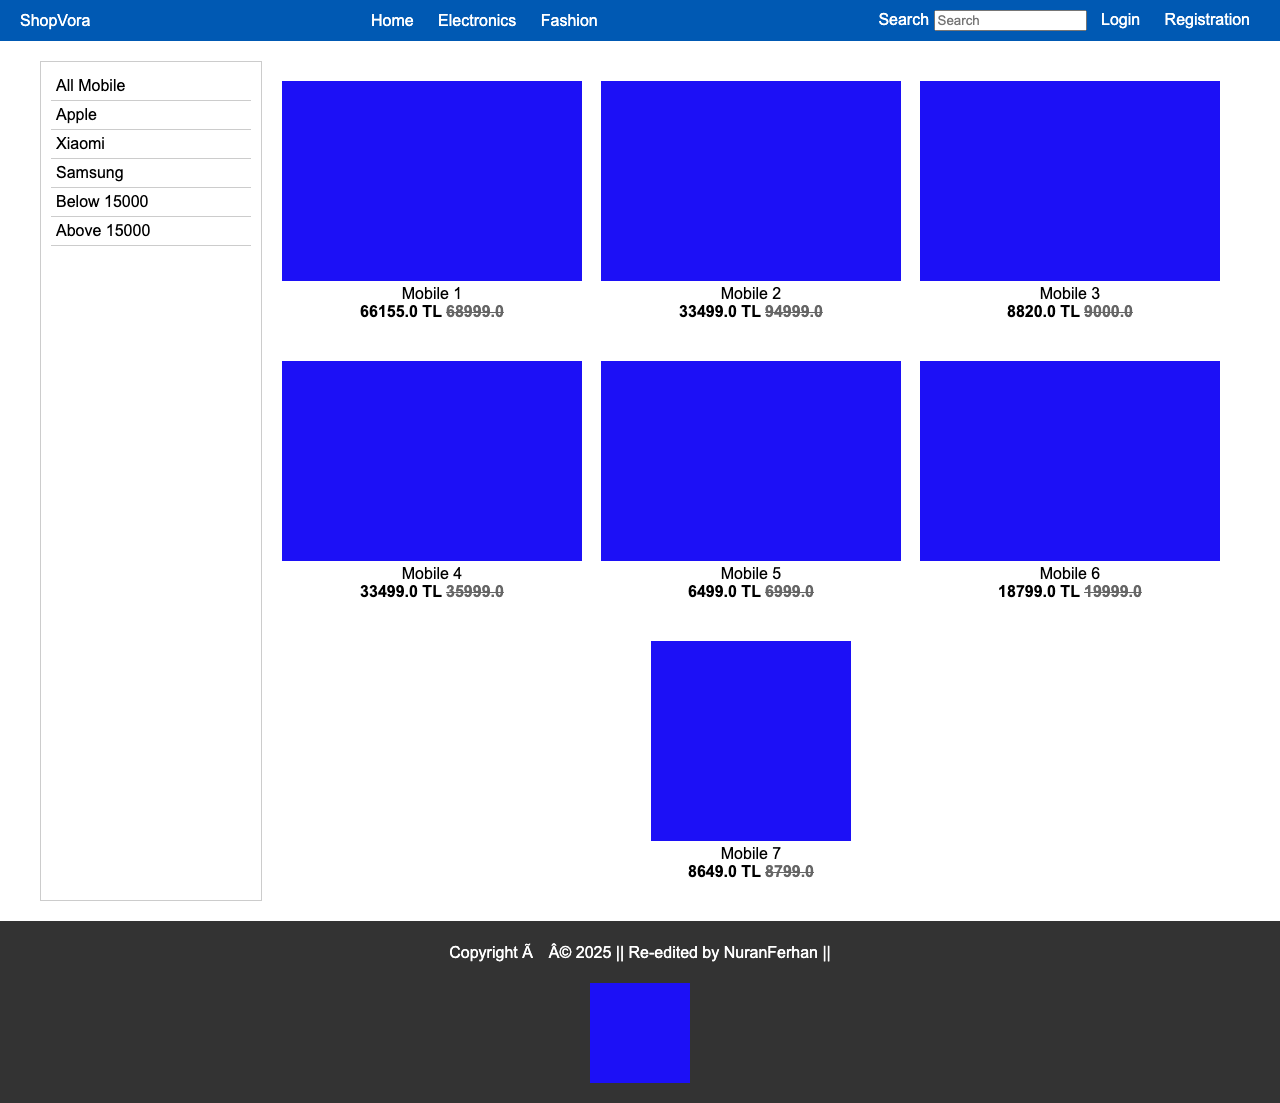 ShopVora Home Electronics Fashion Search Search Login Registration
All Mobile
Apple
Xiaomi
Samsung
Below 15000
Above 15000
Mobile 1
66155.0 TL 68999.0
Mobile 2
33499.0 TL 94999.0
Mobile 3
8820.0 TL 9000.0
Mobile 4
33499.0 TL 35999.0
Mobile 5
6499.0 TL 6999.0
Mobile 6
18799.0 TL 19999.0
Mobile 7
8649.0 TL 8799.0
Copyright Ã Â© 2025 || Re-edited by NuranFerhan ||